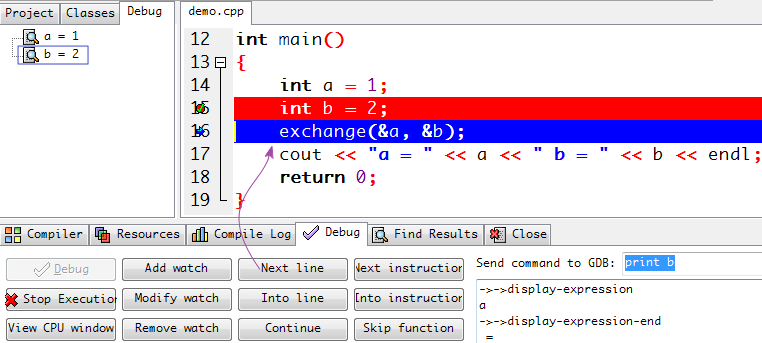 Project Classes Debug
a = 1
b = 2
demo.cpp
12 int main()
13 {
14 int a = 1;
15 int b = 2;
16 exchange(&a, &b);
17 cout << "a = " << a << " b = " << b << endl;
18 return 0;
19 }
Compiler Resources Compile Log Debug Find Results Close
Debug Add watch Next line Next instruction
Stop Execution Modify watch Into line Into instruction
View CPU window Remove watch Continue Skip function
Send command to GDB: print b
->->display-expression
a
->->display-expression-end
=